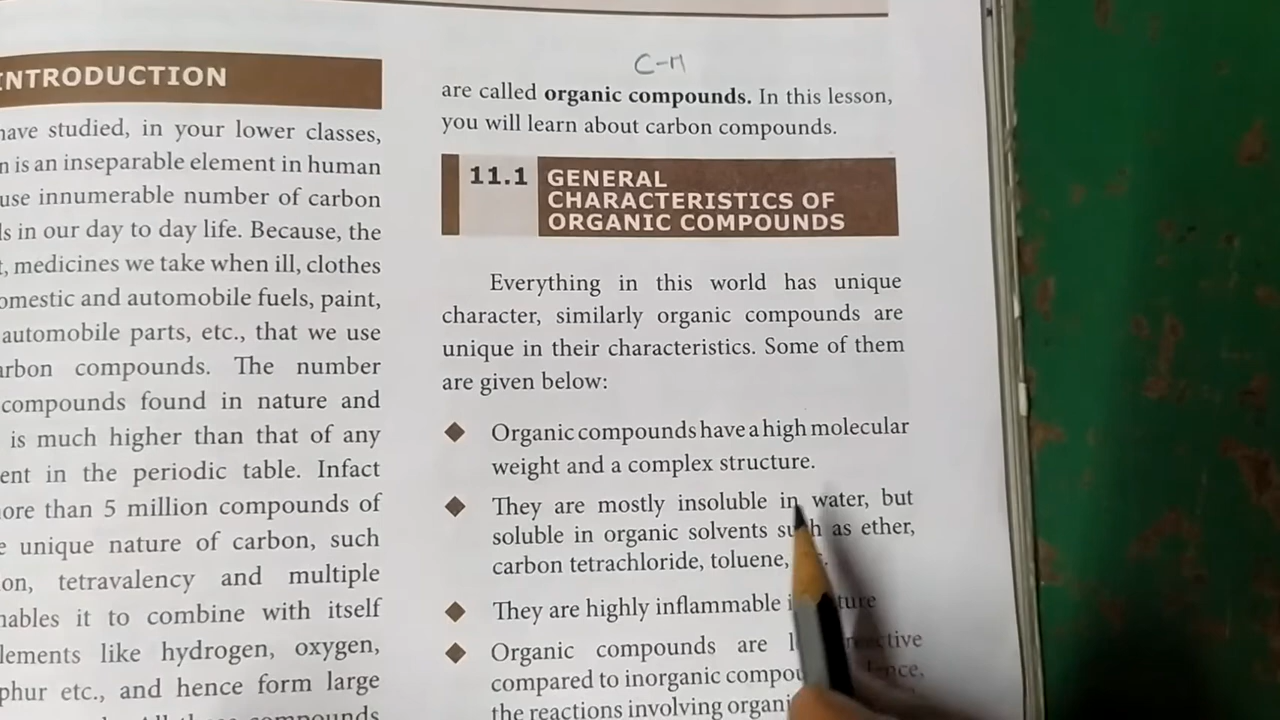 INTRODUCTION
have studied, in your lower classes,
n is an inseparable element in human
use innumerable number of carbon
ls in our day to day life. Because, the
t, medicines we take when ill, clothes
omestic and automobile fuels, paint,
automobile parts, etc., that we use
arbon compounds. The number
compounds found in nature and
is much higher than that of any
ent in the periodic table. Infact
ore than 5 million compounds of
e unique nature of carbon, such
on, tetravalency and multiple
nables it to combine with itself
lements like hydrogen, oxygen,
phur etc., and hence form large
compounds
C-H
are called organic compounds. In this lesson,
you will learn about carbon compounds.
11.1 GENERAL
CHARACTERISTICS OF
ORGANIC COMPOUNDS
Everything in this world has unique
character, similarly organic compounds are
unique in their characteristics. Some of them
are given below:
Organic compounds have a high molecular
weight and a complex structure.
They are mostly insoluble in water, but
soluble in organic solvents such as ether,
carbon tetrachloride, toluene,
They are highly inflammable
Organic compounds are
compared to inorganic
the reactions involving